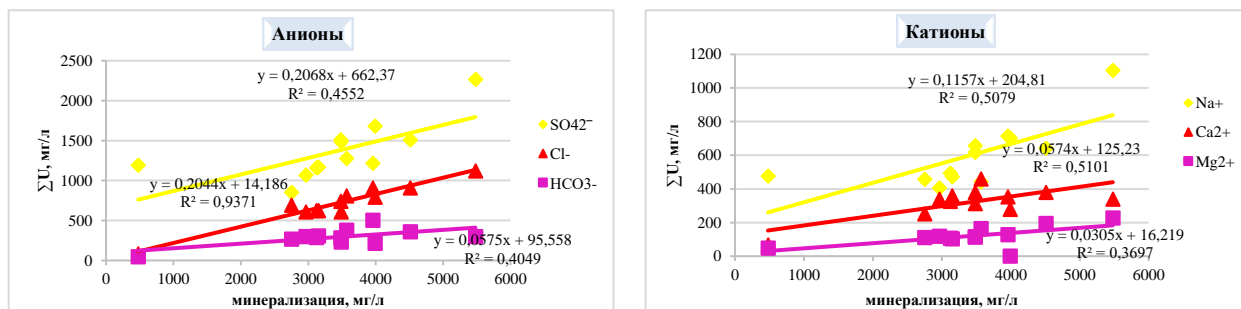 Анионы
2500
2000
1500
1000
500
0
∑U, мг/л
y = 0,2068x + 662,37
R² = 0,4552
y = 0,2044x + 14,186
R² = 0,9371
y = 0,0575x + 95,558
R² = 0,4049
0 1000 2000 3000 4000 5000 6000
минерализация, мг/л
SO42‾
Cl-
HCO3-
Катионы
1200
1000
800
600
400
200
0
∑U, мг/л
y = 0,1157x + 204,81
R² = 0,5079
y = 0,0574x + 125,23
R² = 0,5101
y = 0,0305x + 16,219
R² = 0,3697
0 1000 2000 3000 4000 5000 6000
минерализация, мг/л
Na+
Ca2+
Mg2+